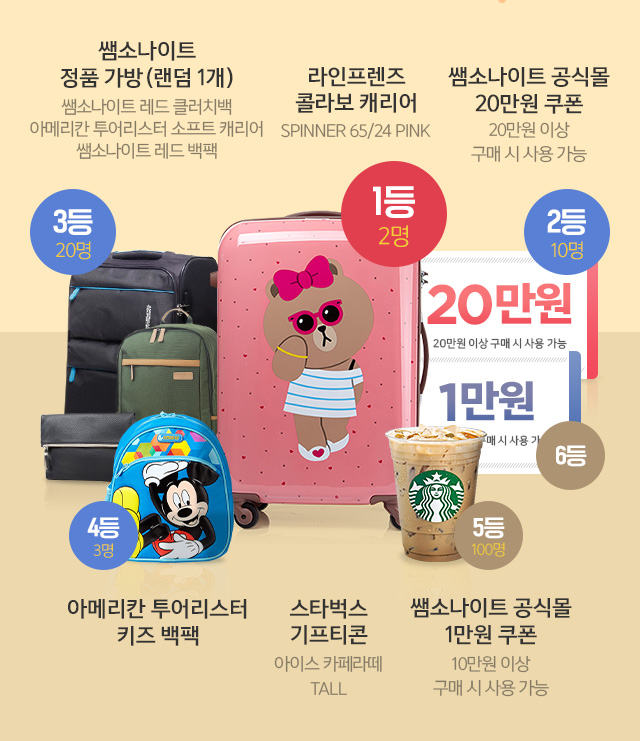 쌤소나이트
정품 가방 (랜덤 1개)
쌤소나이트 레드 클러치백
아메리칸 투어리스터 소프트 캐리어
쌤소나이트 레드 백팩
라인프렌즈
콜라보 캐리어
SPINNER 65/24 PINK
쌤소나이트 공식몰
20만원 쿠폰
20만원 이상
구매 시 사용 가능
3등
20명
1등
2명
2등
10명
20만원
20만원 이상 구매 시 사용 가능
1만원
매 시 사용 가
6등
4등
3명
5등
100명
아메리칸 투어리스터
키즈 백팩
스타벅스
기프티콘
아이스 카페라떼
TALL
쌤소나이트 공식몰
1만원 쿠폰
10만원 이상
구매 시 사용 가능